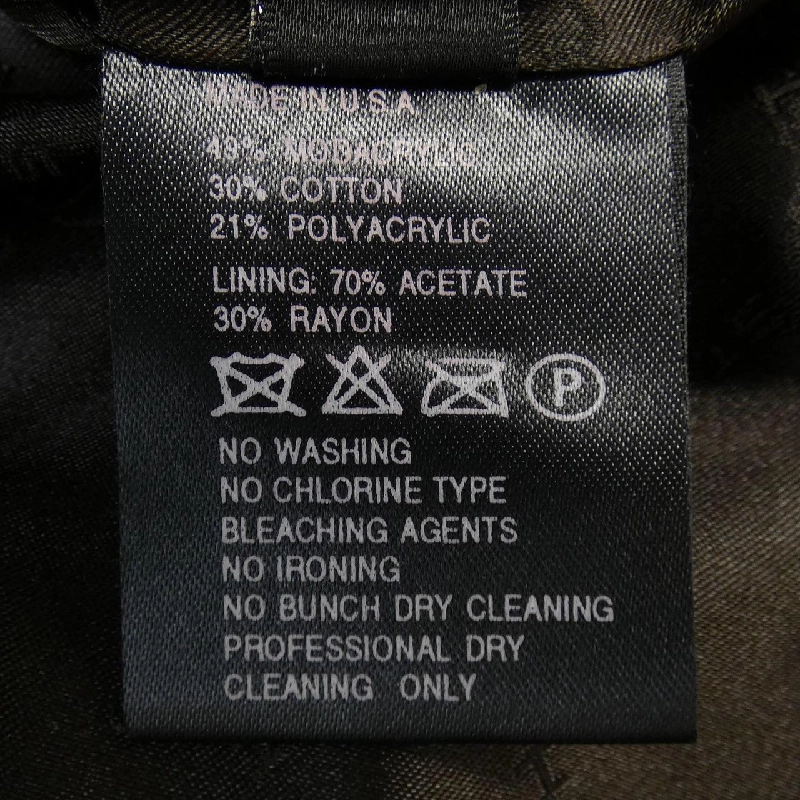 MADE IN U.S.A
49% MODACRYLIC
30% COTTON
21% POLYACRYLIC
LINING: 70% ACETATE
30% RAYON
P
NO WASHING
NO CHLORINE TYPE
BLEACHING AGENTS
NO IRONING
NO BUNCH DRY CLEANING
PROFESSIONAL DRY
CLEANING ONLY